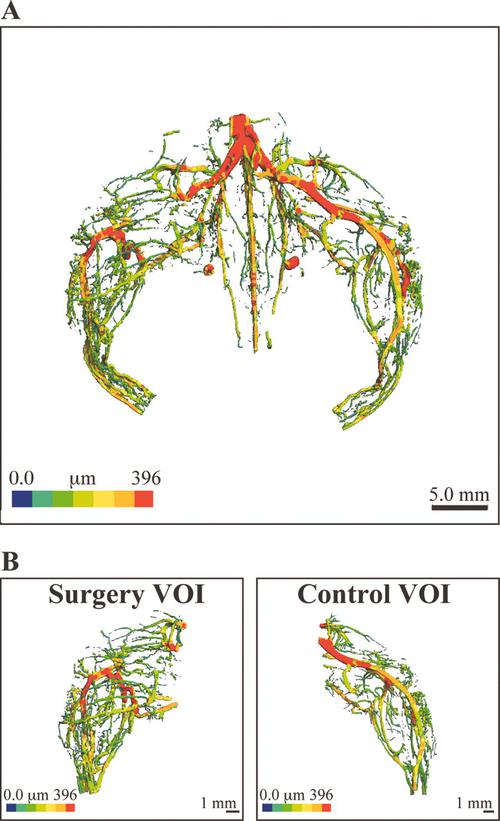 A
0.0 μm 396
5.0 mm
B
Surgery VOI
Control VOI
0.0 μm 396
1 mm
0.0 μm 396
1 mm